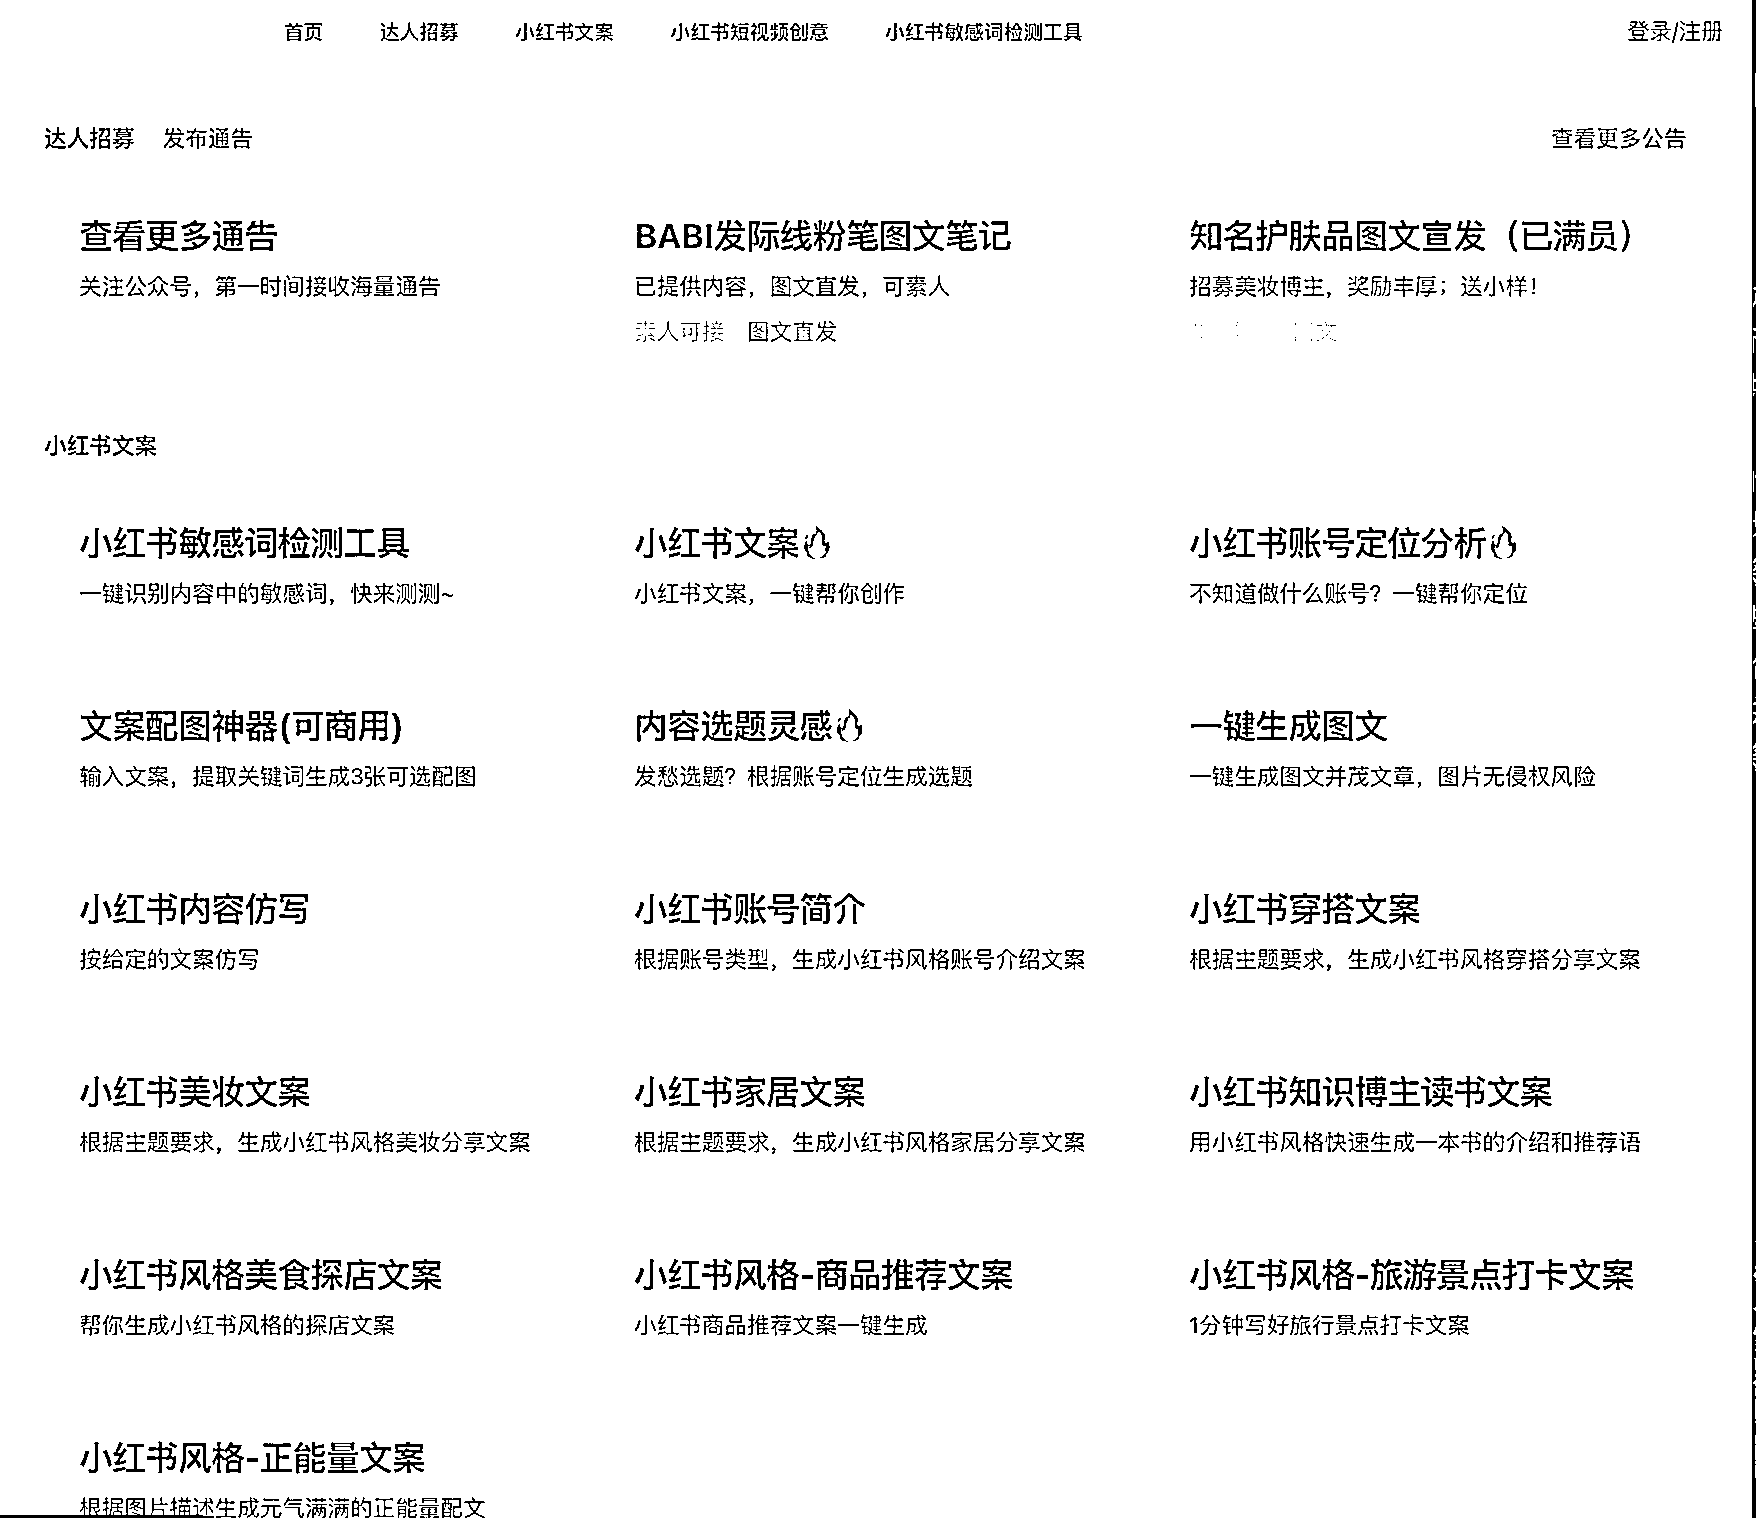 首页 达人招募 小红书文案 小红书短视频创意 小红书敏感词检测工具 登录/注册
达人招募 发布通告 查看更多公告
查看更多通告 BABI发际线粉笔图文笔记 知名护肤品图文宣发（已满员）
关注公众号，第一时间接收海量通告 已提供内容，图文直发，可素人 招募美妆博主，奖励丰厚；送小样！
素人可接 图文直发
小红书文案
小红书敏感词检测工具 小红书文案 小红书账号定位分析
一键识别内容中的敏感词，快来测测~ 小红书文案，一键帮你创作 不知道做什么账号？一键帮你定位
文案配图神器(可商用) 内容选题灵感 一键生成图文
输入文案，提取关键词生成3张可选配图 发愁选题？根据账号定位生成选题 一键生成图文并茂文章，图片无侵权风险
小红书内容仿写 小红书账号简介 小红书穿搭文案
按给定的文案仿写 根据账号类型，生成小红书风格账号介绍文案 根据主题要求，生成小红书风格穿搭分享文案
小红书美妆文案 小红书家居文案 小红书知识博主读书文案
根据主题要求，生成小红书风格美妆分享文案 根据主题要求，生成小红书风格家居分享文案 用小红书风格快速生成一本书的介绍和推荐语
小红书风格美食探店文案 小红书风格-商品推荐文案 小红书风格-旅游景点打卡文案
帮你生成小红书风格的探店文案 小红书商品推荐文案一键生成 1分钟写好旅行景点打卡文案
小红书风格-正能量文案
根据图片描述生成元气满满的正能量配文